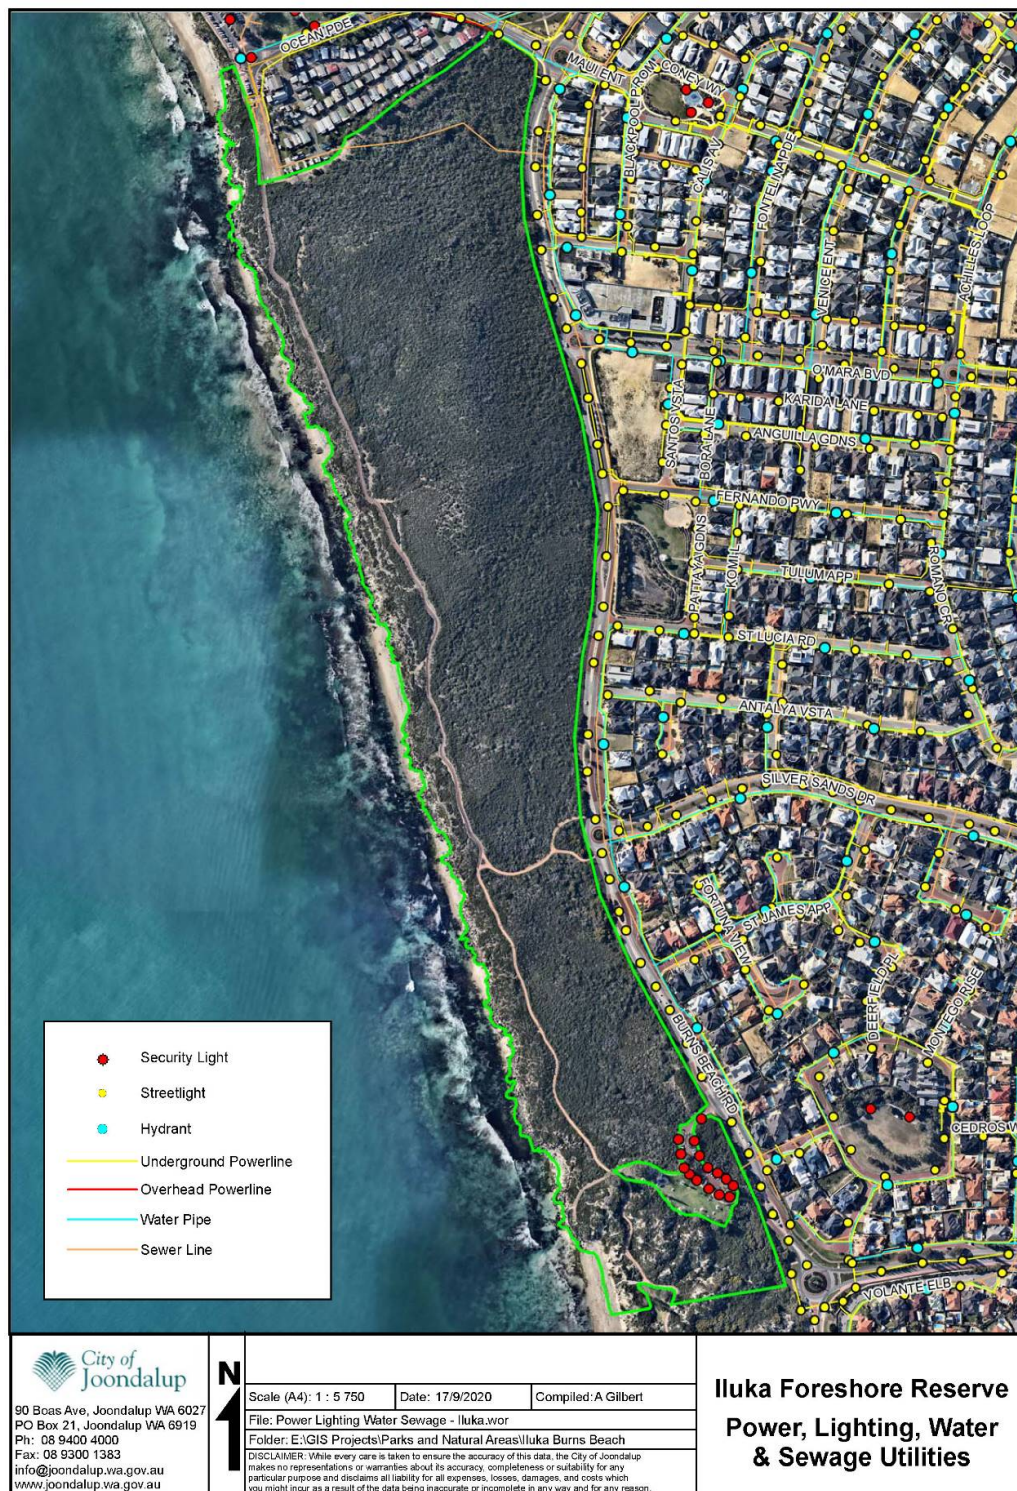 OCEAN PDE
MAUI ENT
CONEY WY
BLACKPOOL PROM
CALIS AV
FONTELINA PDE
VENICE ENT
ACHILLES LOOP
O'MARA BVD
KARIDA LANE
SANTOS VSTA
BORA LANE
ANGUILLA GDNS
FERNANDO PWY
PATTAYA GDNS
KOMI L
TULUM APP
ROMANO CR
ST LUCIA RD
ANTALYA VSTA
SILVER SANDS DR
FORTUNA VIEW
ST JAMES APP
DEERFIELD PL
MONTEGO RISE
BURNS BEACH RD
CEDROS W
VOLANTE ELB
Security Light
Streetlight
Hydrant
Underground Powerline
Overhead Powerline
Water Pipe
Sewer Line
City of
Joondalup
90 Boas Ave, Joondalup WA 6027
PO Box 21, Joondalup WA 6919
Ph: 08 9400 4000
Fax: 08 9300 1383
info@joondalup.wa.gov.au
www.joondalup.wa.gov.au
N
Scale (A4): 1 : 5 750
Date: 17/9/2020
Compiled: A Gilbert
File: Power Lighting Water Sewage - Iluka.wor
Folder: E:\GIS Projects\Parks and Natural Areas\Iluka Burns Beach
DISCLAIMER: While every care is taken to ensure the accuracy of this data, the City of Joondalup
makes no representations or warranties about its accuracy, completeness or suitability for any
particular purpose and disclaims all liability for all expenses, losses, damages, and costs which
you might incur as a result of the data being inaccurate or incomplete in any way and for any reason.
Iluka Foreshore Reserve
Power, Lighting, Water
& Sewage Utilities